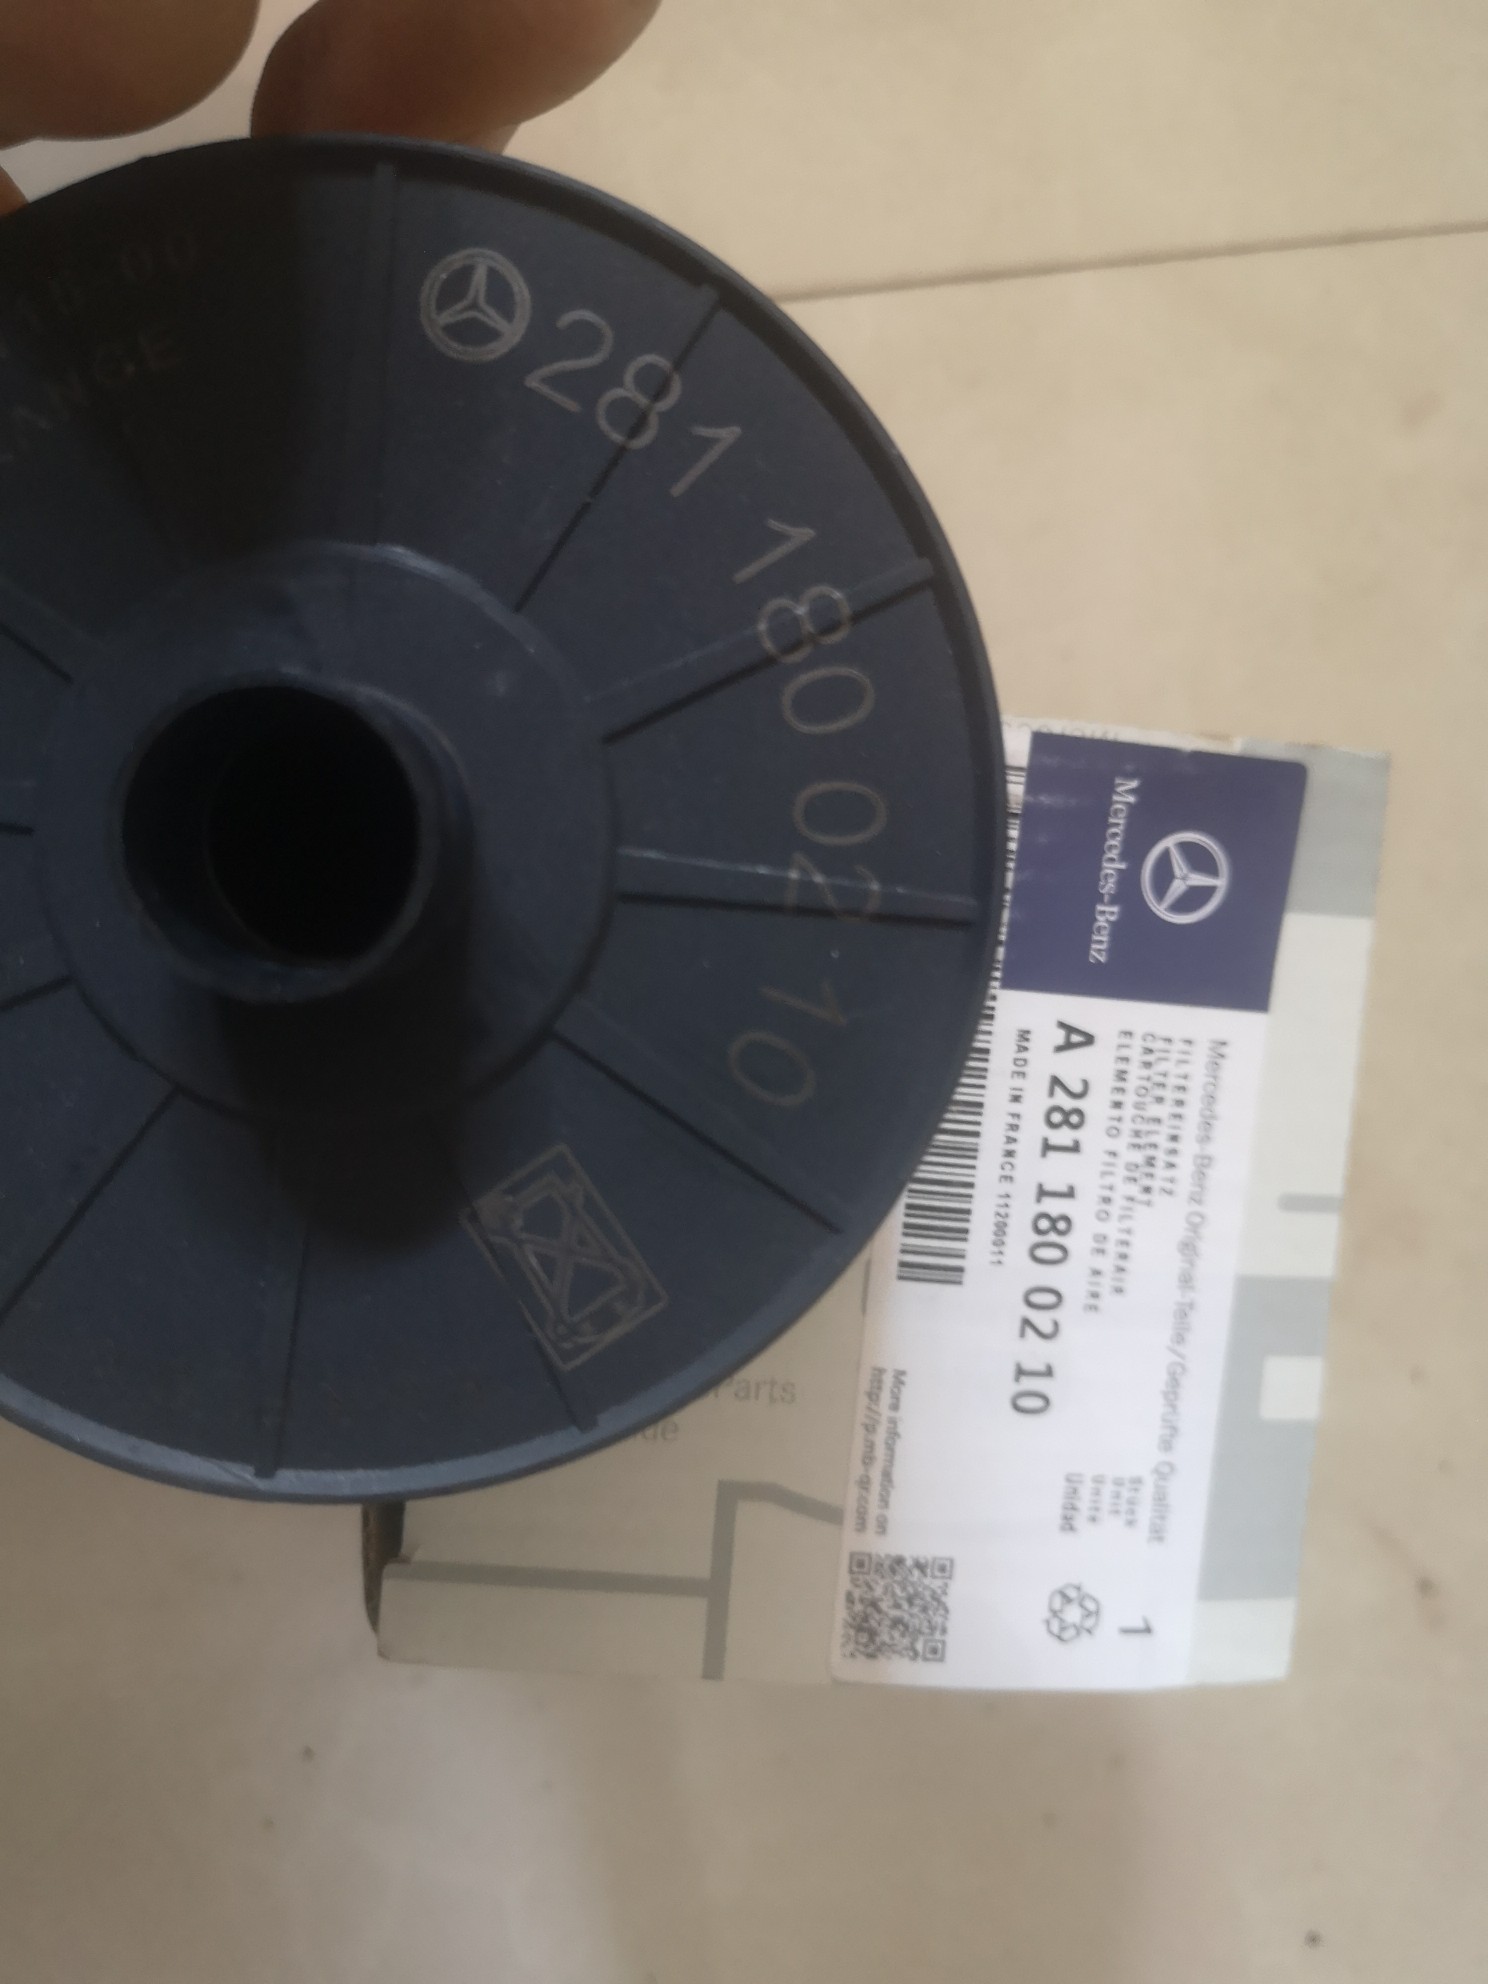 281 180 02 10
Mercedes-Benz
Mercedes-Benz Original-Teile/Geprüfte Qualität
FILTEREINSATZ
FILTER ELEMENT
CARTOUCHE DE FILTERAIR
ELEMENTO FILTRO DE AIRE
Stück
Unit
Unité
Unidad
1
A 281 180 02 10
MADE IN FRANCE 11200011
More information on
http://p.mb-qr.com
Parts